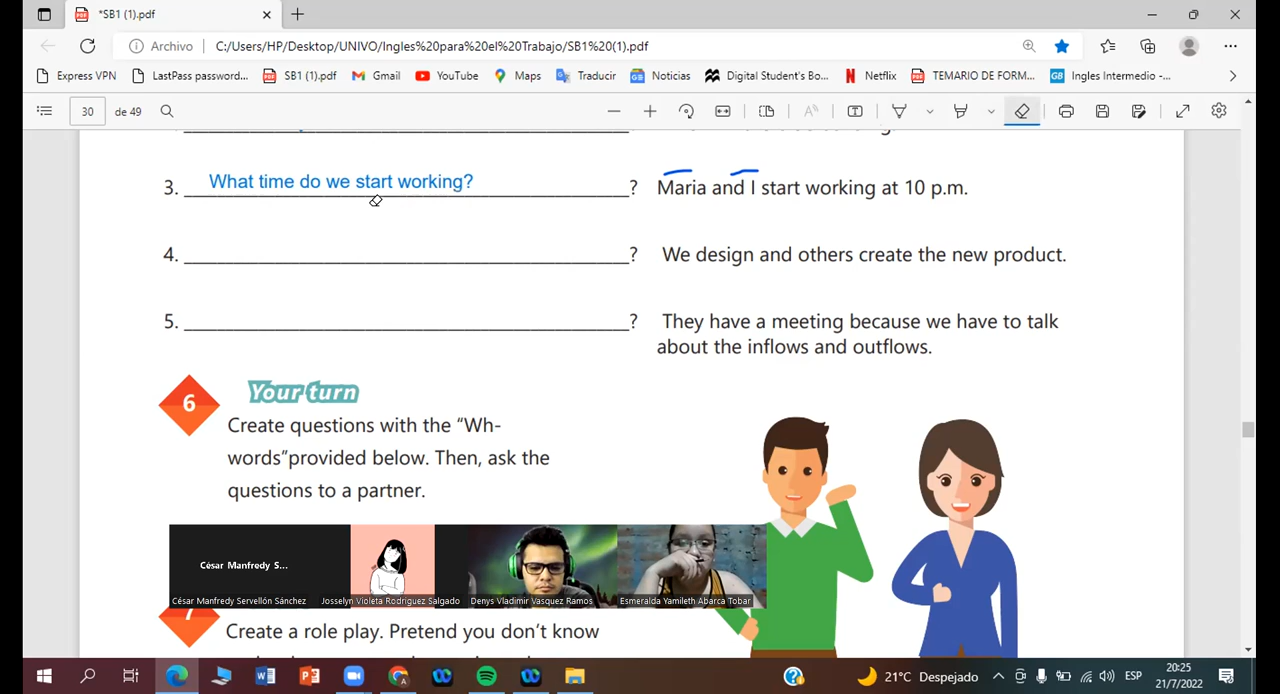 *SB1 (1).pdf
Archivo C:/Users/HP/Desktop/UNIVO/Ingles%20para%20el%20Trabajo/SB1%20(1).pdf
Express VPN LastPass password... SB1 (1).pdf Gmail YouTube Maps Traducir Noticias Digital Student's Bo... Netflix TEMARIO DE FORM... Ingles Intermedio -...
30 de 49
3. What time do we start working? ? Maria and I start working at 10 p.m.
4. ? We design and others create the new product.
5. ? They have a meeting because we have to talk
about the inflows and outflows.
6 Your turn
Create questions with the “Wh-
words”provided below. Then, ask the
questions to a partner.
César Manfredy S...
César Manfredy Servellón Sánchez Josselyn Violeta Rodriguez Salgado Denys Vladimir Vasquez Ramos Esmeralda Yamileth Abarca Tobar
7
Create a role play. Pretend you don’t know
21°C Despejado ESP 20:25
21/7/2022